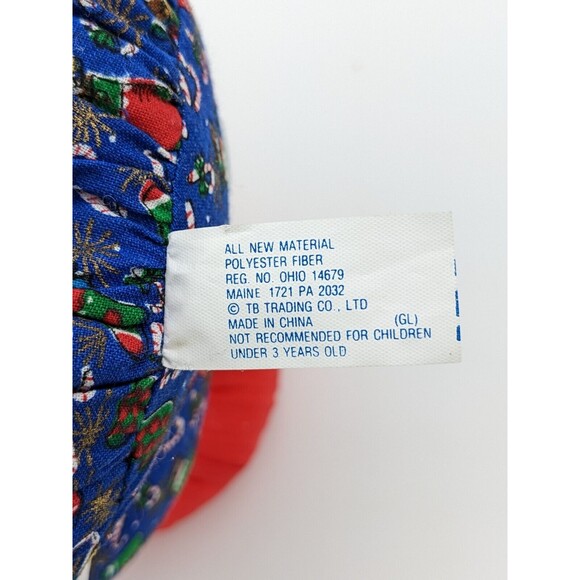 ALL NEW MATERIAL
POLYESTER FIBER
REG. NO. OHIO 14679
MAINE 1721 PA 2032
© TB TRADING CO., LTD
MADE IN CHINA (GL)
NOT RECOMMENDED FOR CHILDREN
UNDER 3 YEARS OLD